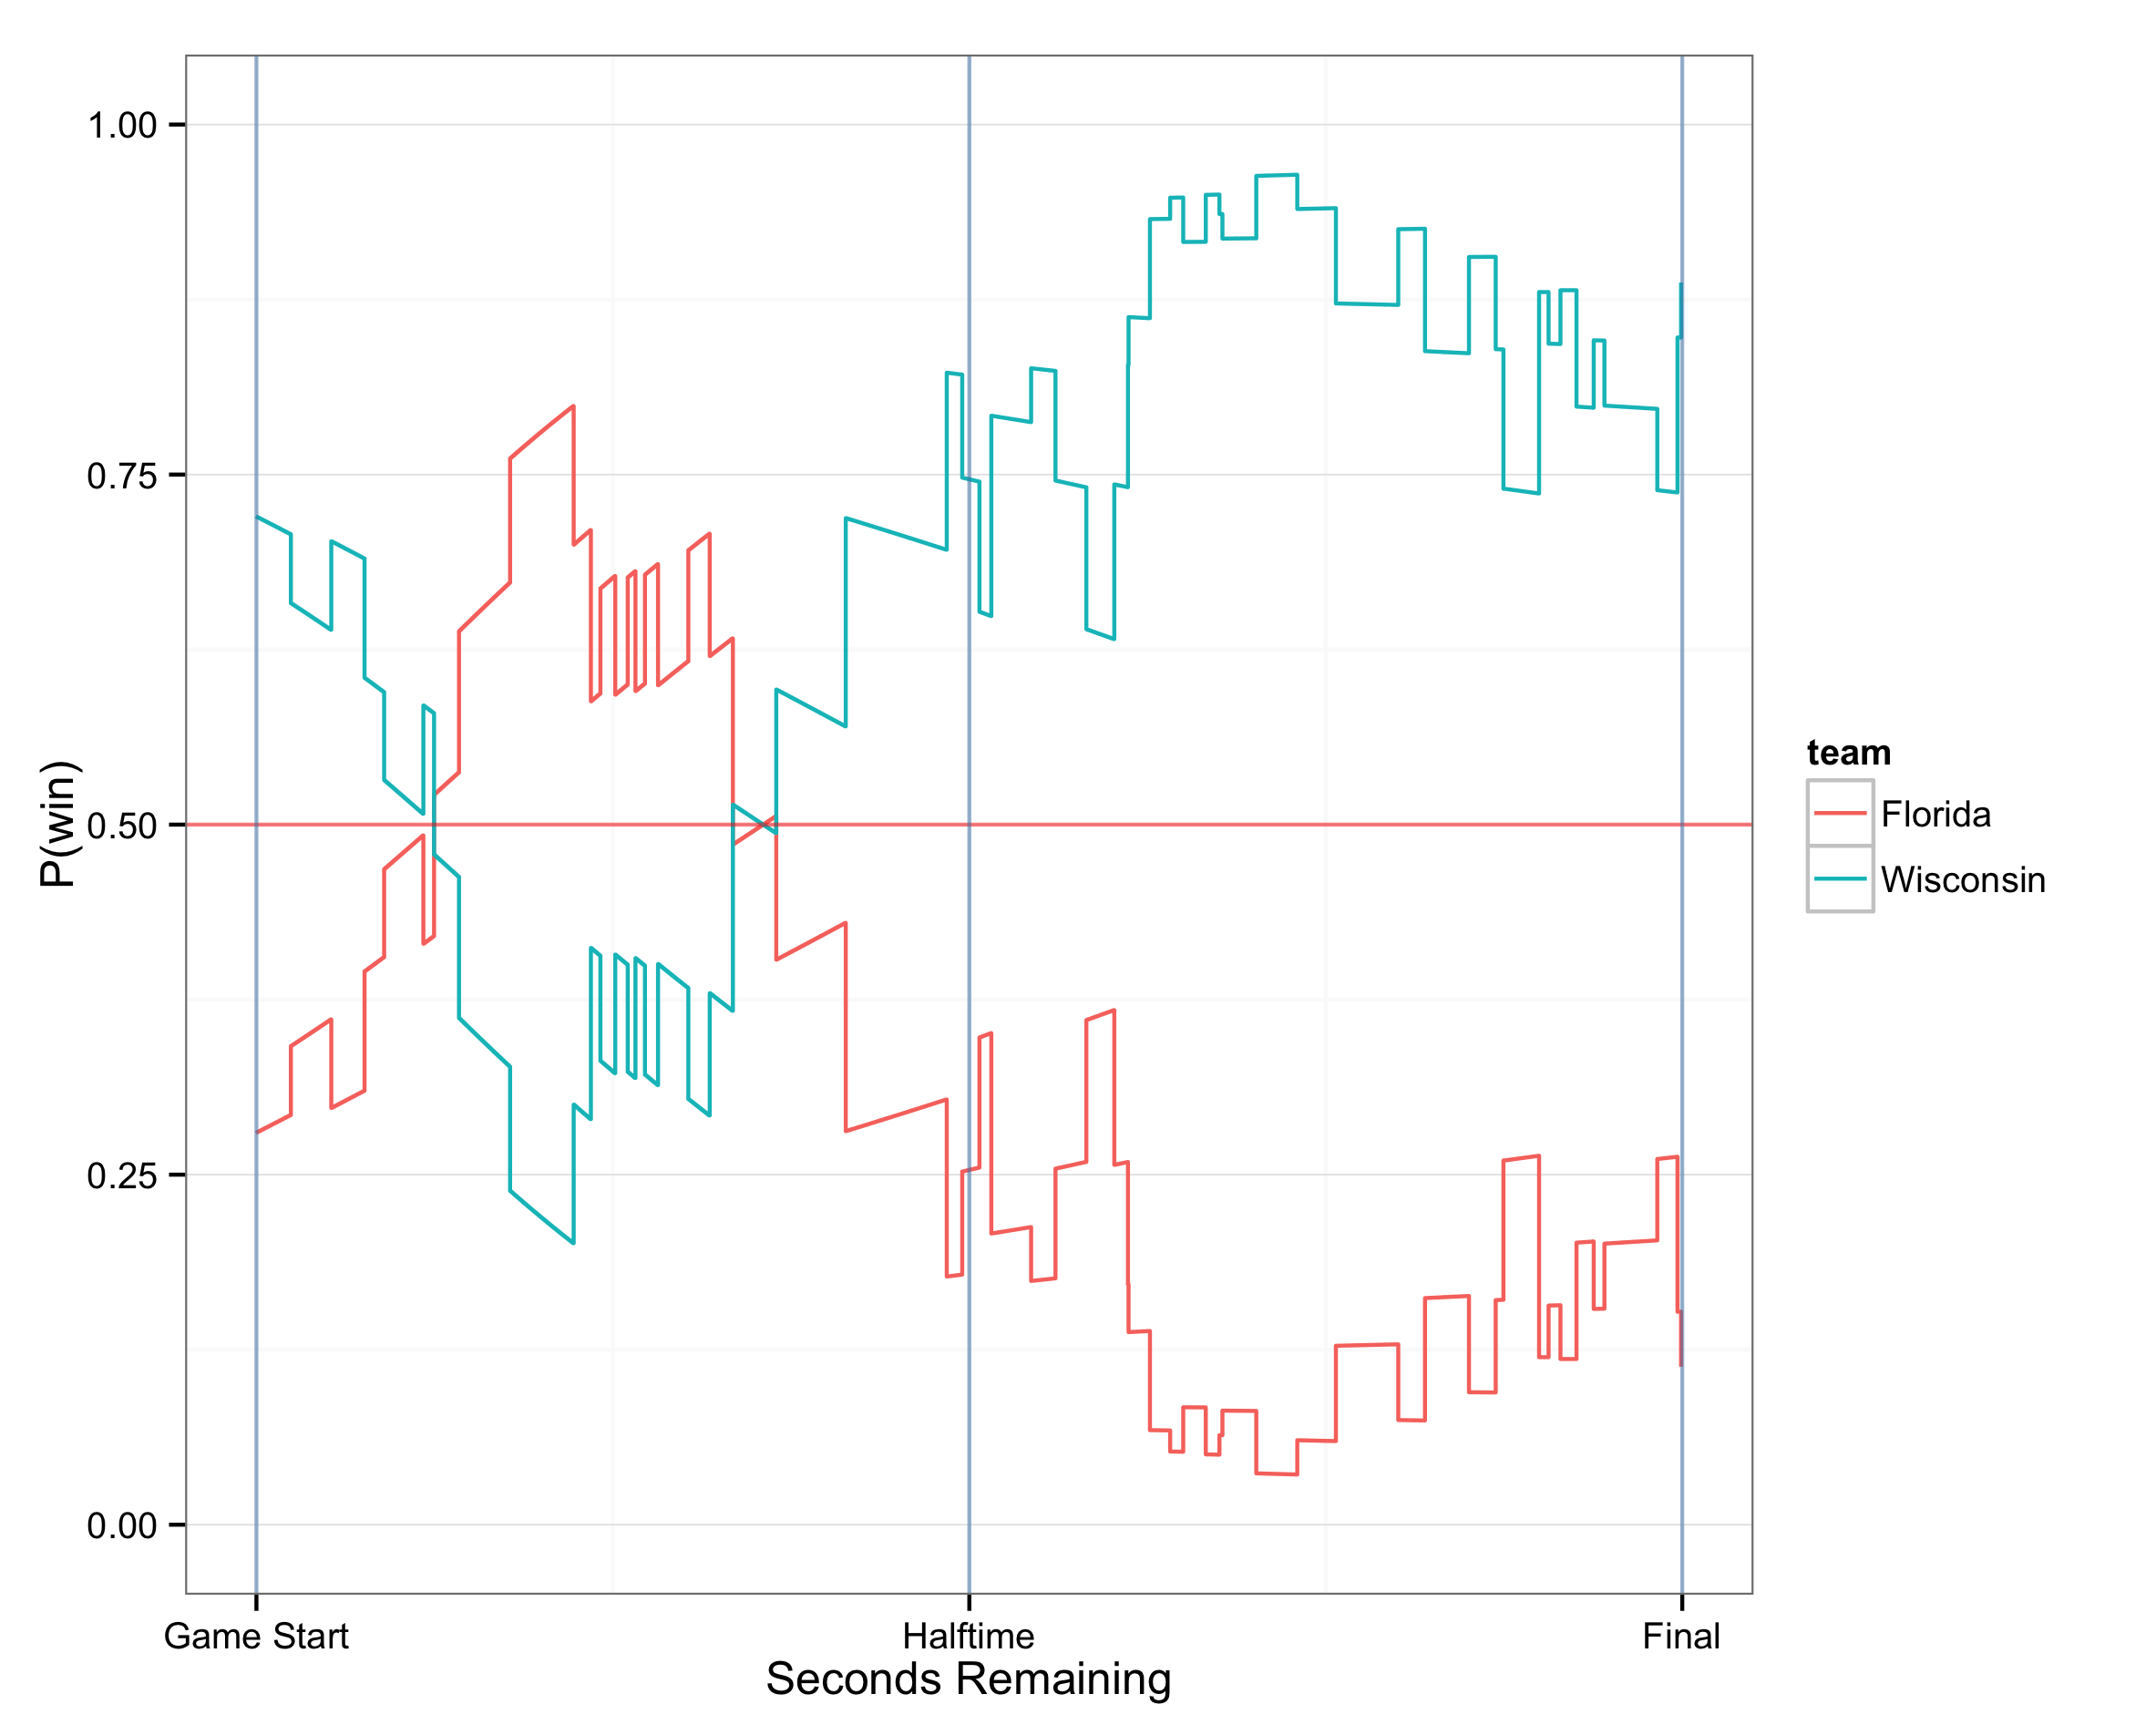 1.00
0.75
0.50
0.25
0.00
P(win)
Game Start
Halftime
Final
Seconds Remaining
team
Florida
Wisconsin